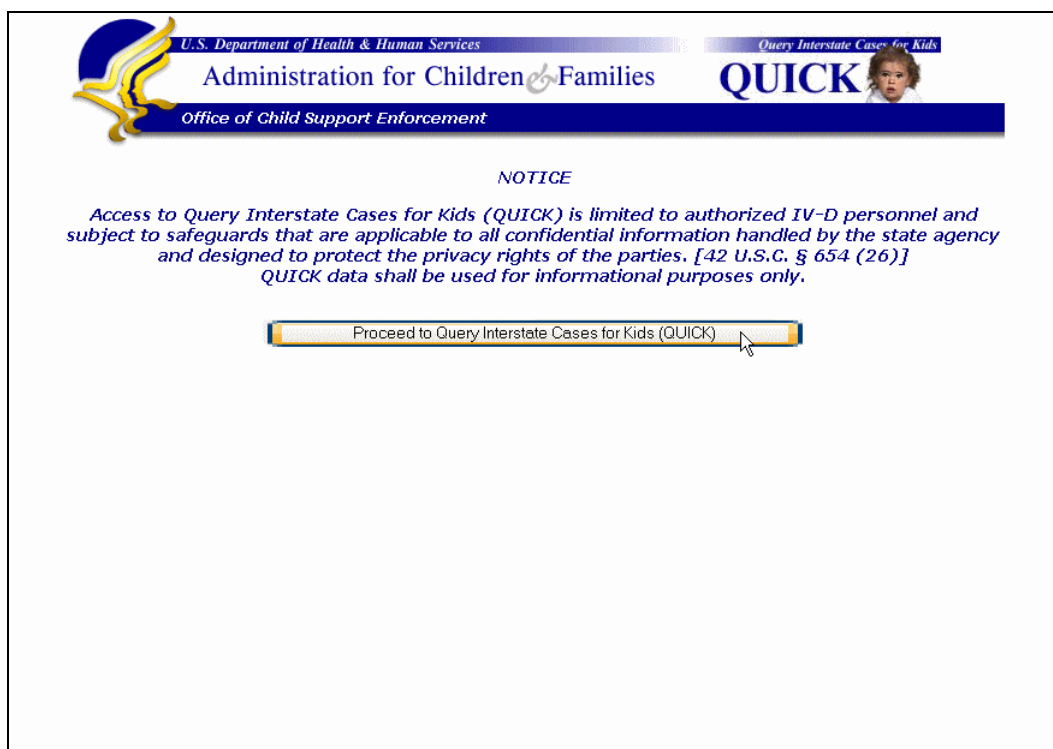 U.S. Department of Health & Human Services
Query Interstate Cases for Kids
Administration for Children & Families
QUICK
Office of Child Support Enforcement
NOTICE
Access to Query Interstate Cases for Kids (QUICK) is limited to authorized IV-D personnel and
subject to safeguards that are applicable to all confidential information handled by the state agency
and designed to protect the privacy rights of the parties. [42 U.S.C. § 654 (26)]
QUICK data shall be used for informational purposes only.
Proceed to Query Interstate Cases for Kids (QUICK)